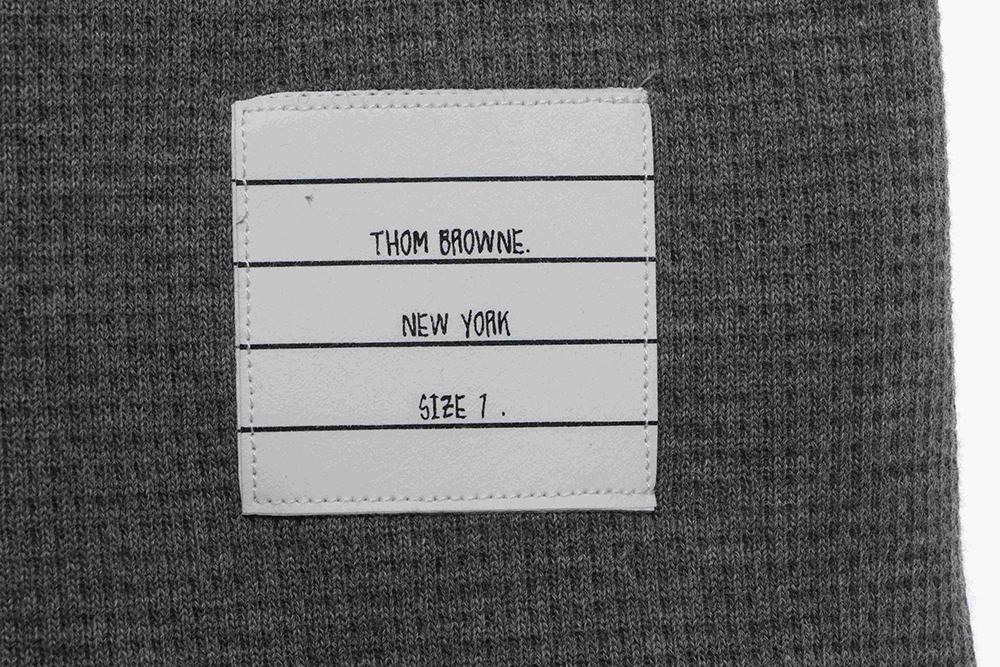 THOM BROWNE.
NEW YORK
SIZE 1 .